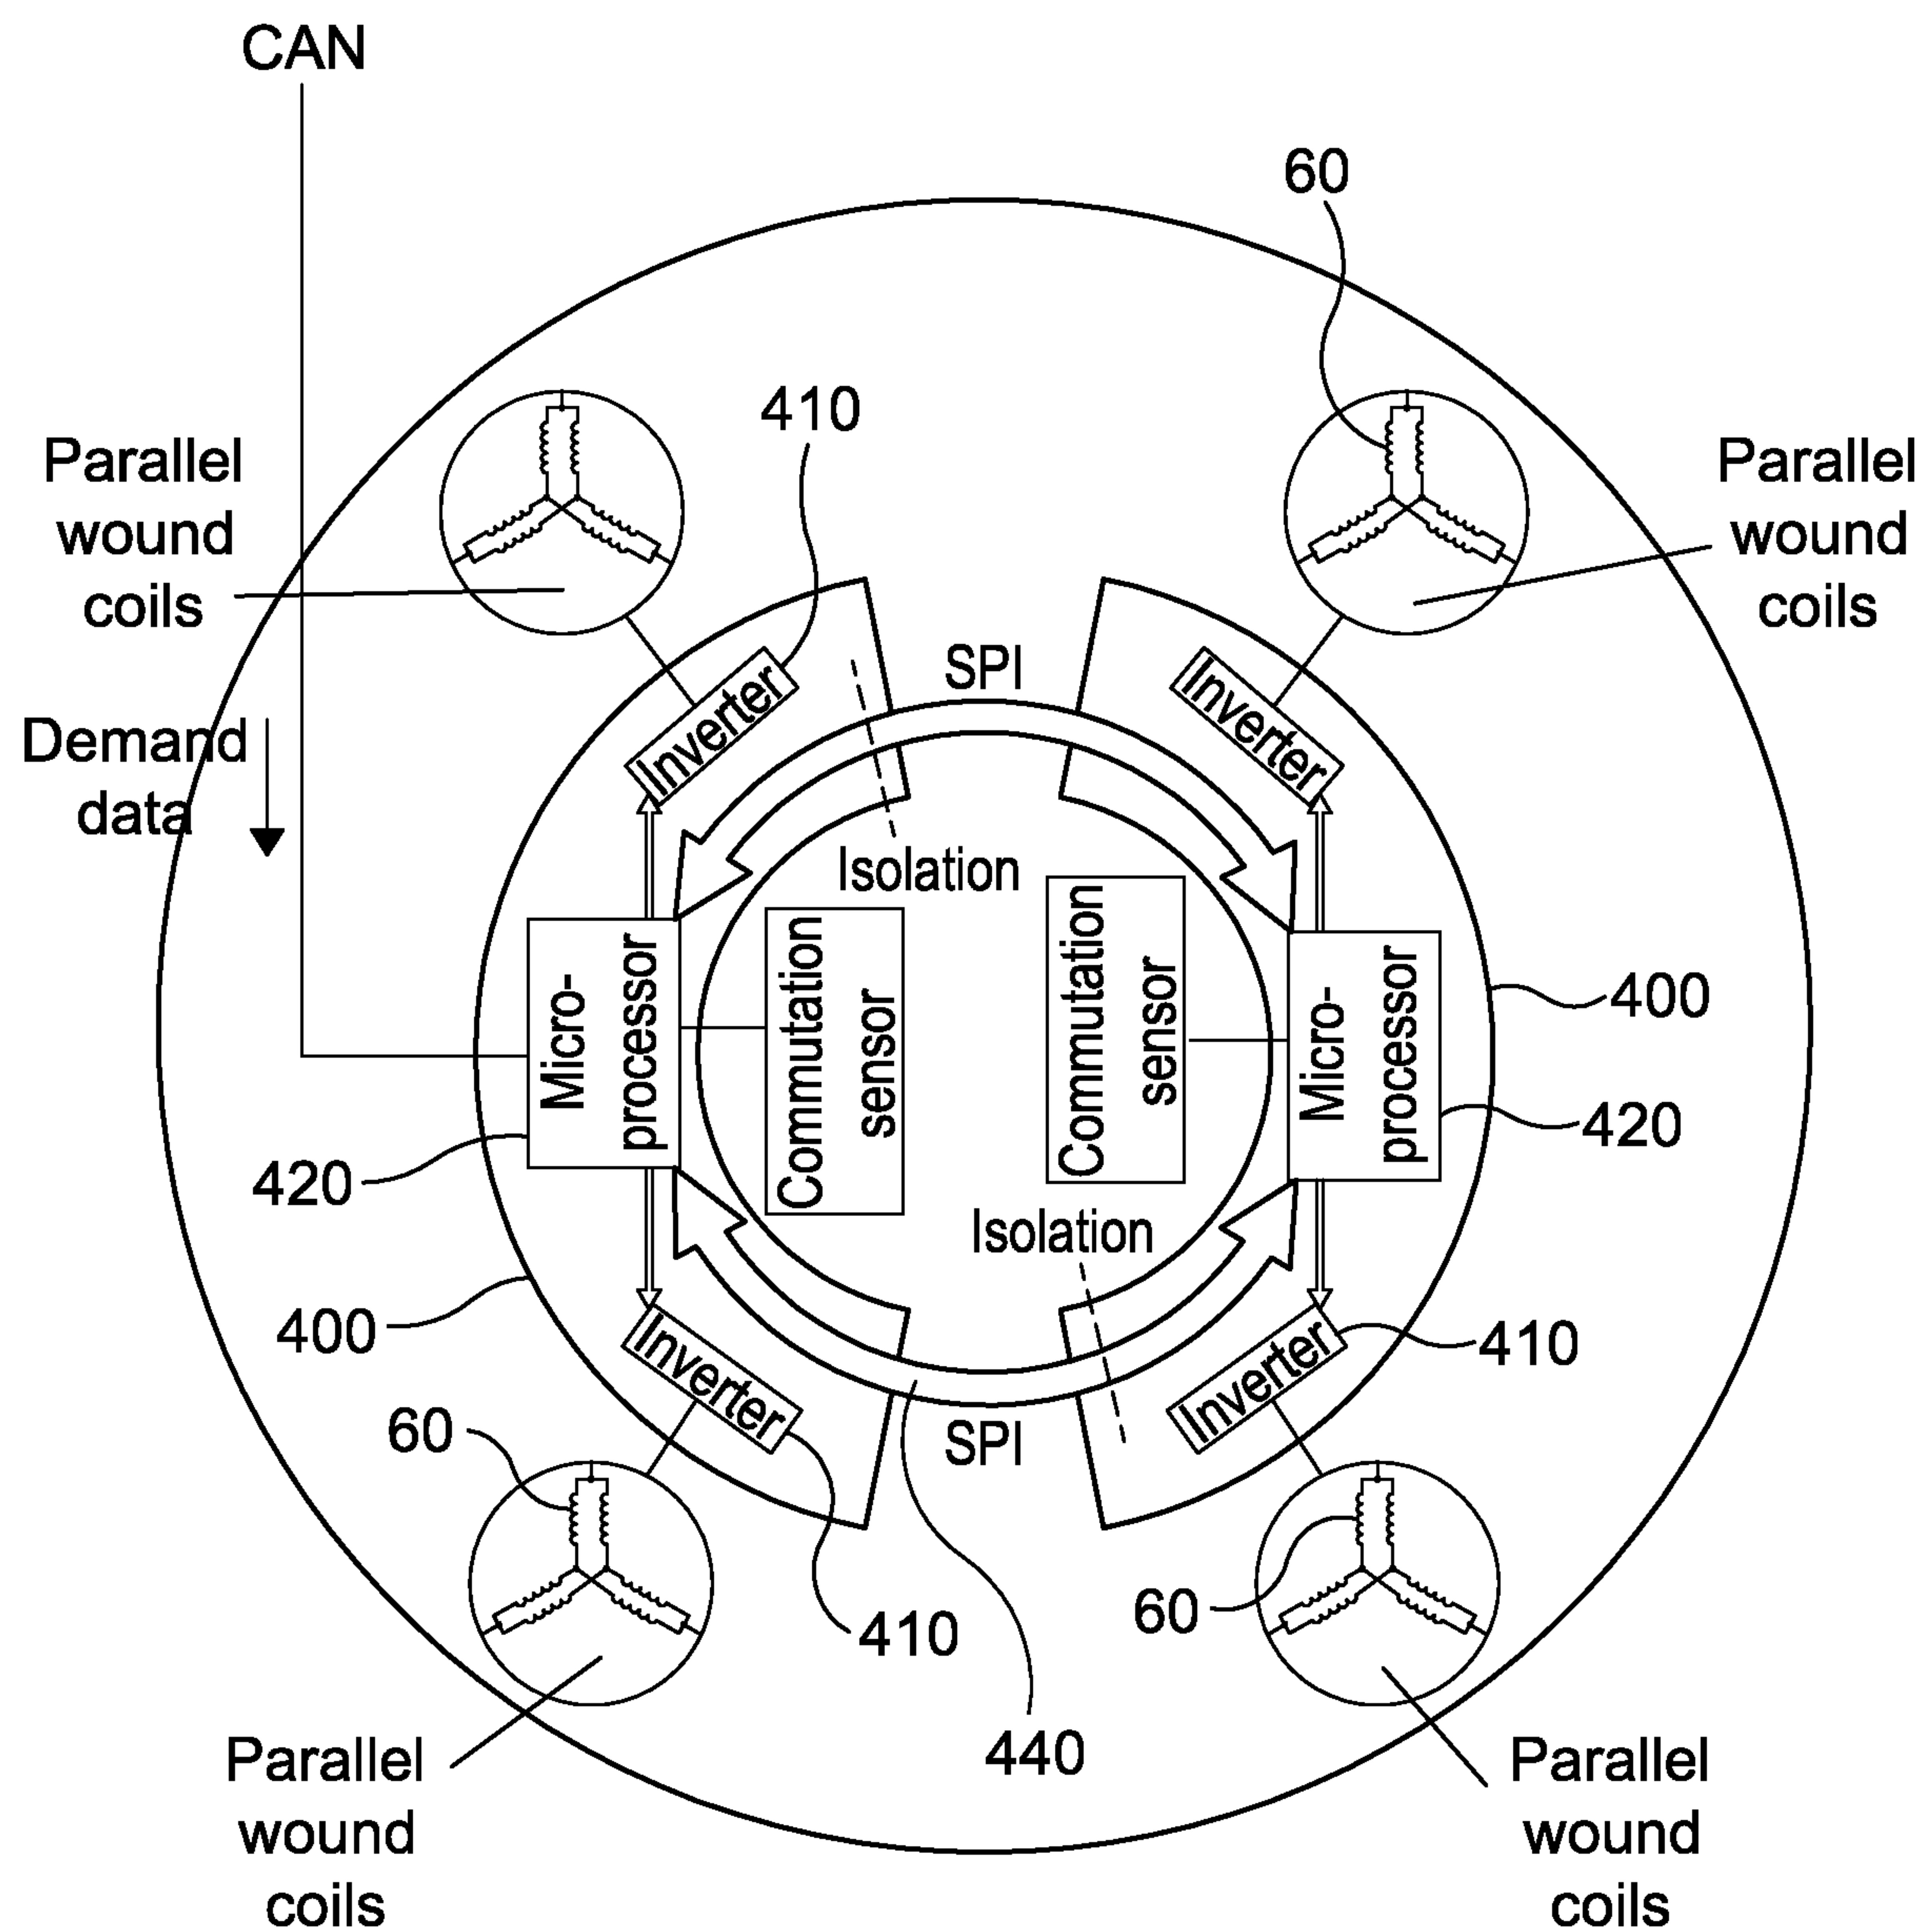 CAN
60
410
Parallel
wound
coils
Parallel
wound
coils
SPI
Inverter
Inverter
Demand
data
Isolation
Micro-
processor
Commutation
sensor
Commutation
sensor
Micro-
processor
400
420
420
Isolation
400
Inverter
Inverter
410
60
SPI
60
410
440
Parallel
wound
coils
Parallel
wound
coils